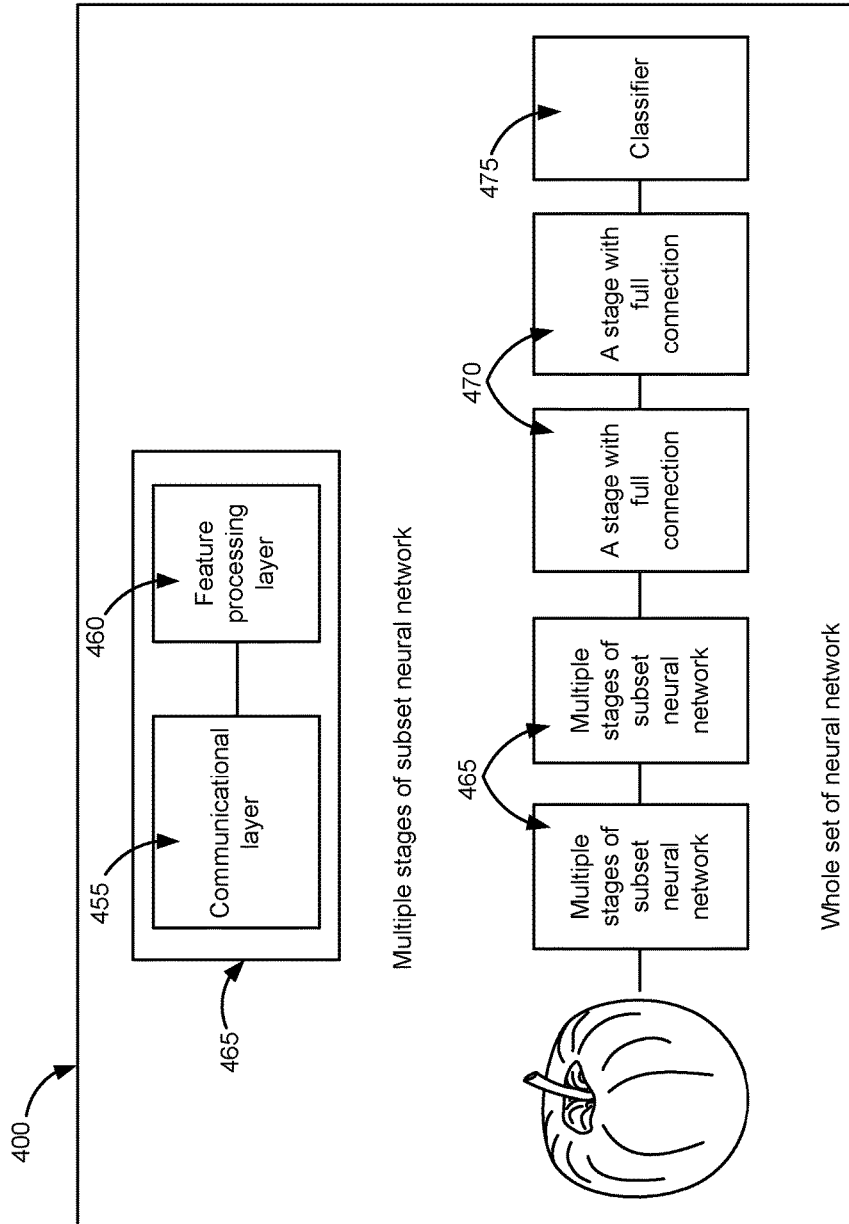 400
465
455
Communicational
layer
460
Feature
processing
layer
Multiple stages of subset neural network
465
Multiple
stages of
subset
neural
network
Multiple
stages of
subset
neural
network
470
A stage with
full
connection
A stage with
full
connection
475
Classifier
Whole set of neural network